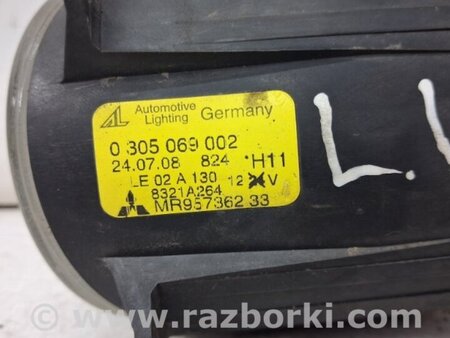 AL Automotive Lighting Germany
0 305 069 002
24.07.08 824 H11
LE 02 A 130 12 V
8321A264
MR957362.33
L.
www.razborki.com